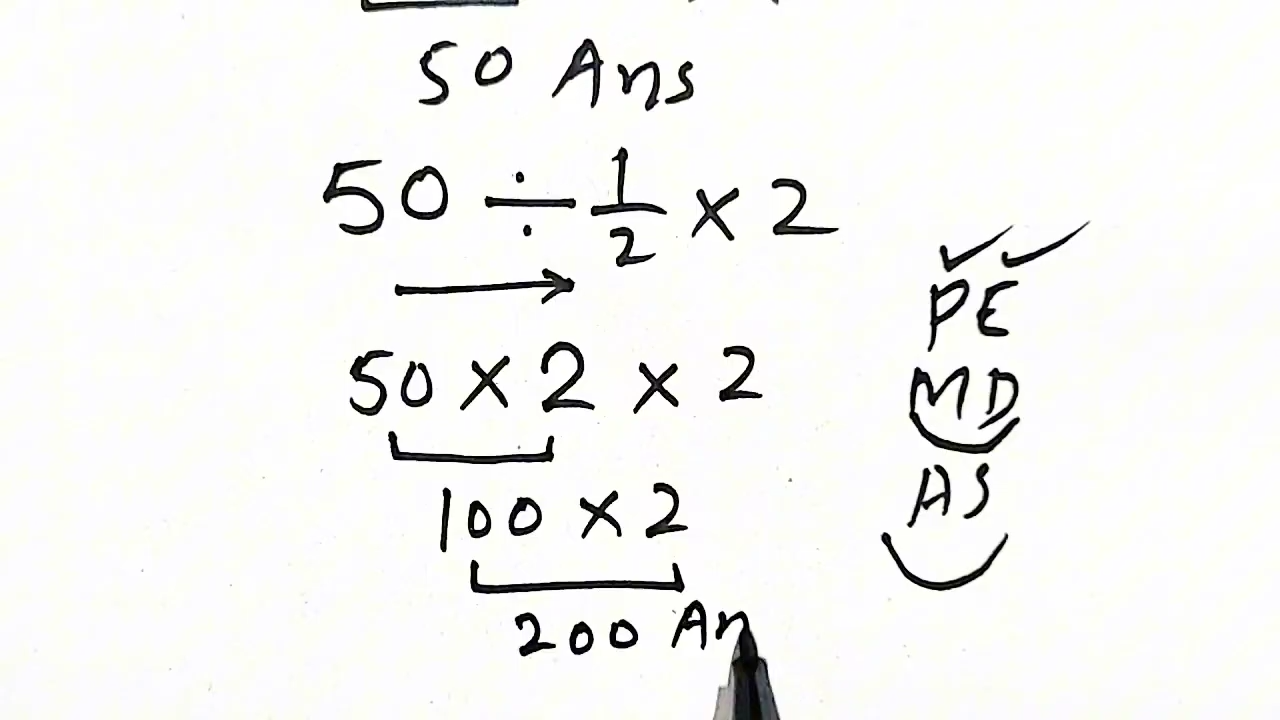 50 Ans
50 ÷ 1/2 × 2
50 × 2 × 2
100 × 2
200 An
PE
MD
AS